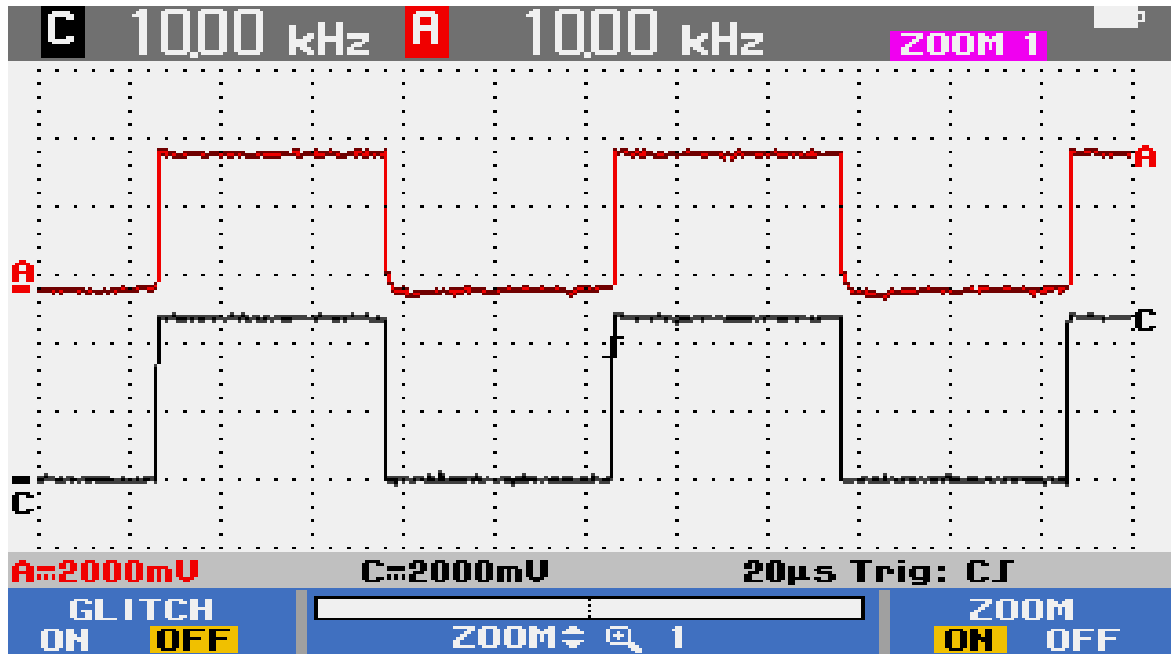 C 10.00 kHz A 10.00 kHz ZOOM 1
A
A
C
C
A=2000mV C=2000mV 20µs Trig: C
GLITCH ZOOM
ON OFF ZOOM 1 ON OFF